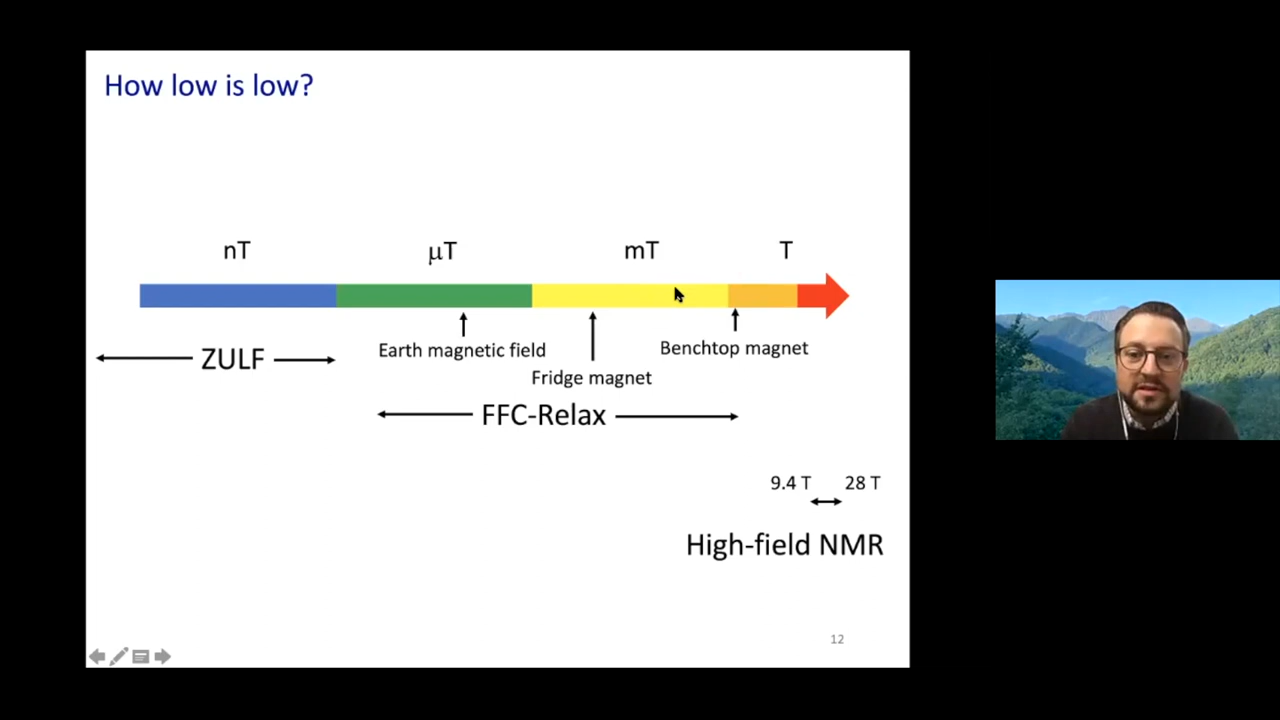 How low is low?
nT
μT
mT
T
Earth magnetic field
Benchtop magnet
ZULF
Fridge magnet
FFC-Relax
9.4 T
28 T
High-field NMR
12